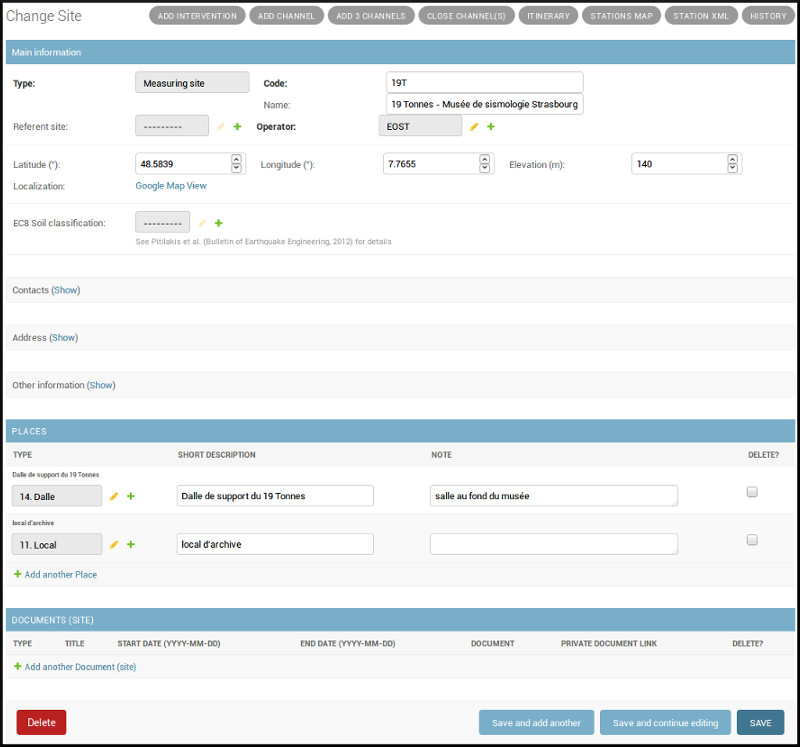 Change Site
ADD INTERVENTION ADD CHANNEL ADD 3 CHANNELS CLOSE CHANNEL(S) ITINERARY STATIONS MAP STATION XML HISTORY
Main information
Type: Measuring site Code: 19T
Name: 19 Tonnes - Musée de sismologie Strasbourg
Referent site: --------- Operator: EOST
Latitude (°): 48.5839 Longitude (°): 7.7655 Elevation (m): 140
Localization: Google Map View
EC8 Soil classification: ---------
See Pitilakis et al. (Bulletin of Earthquake Engineering, 2012) for details
Contacts (Show)
Address (Show)
Other information (Show)
PLACES
TYPE SHORT DESCRIPTION NOTE DELETE?
Dalle de support du 19 Tonnes
14. Dalle Dalle de support du 19 Tonnes salle au fond du musée
local d'archive
11. Local local d'archive
Add another Place
DOCUMENTS (SITE)
TYPE TITLE START DATE (YYYY-MM-DD) END DATE (YYYY-MM-DD) DOCUMENT PRIVATE DOCUMENT LINK DELETE?
Add another Document (site)
Delete Save and add another Save and continue editing SAVE